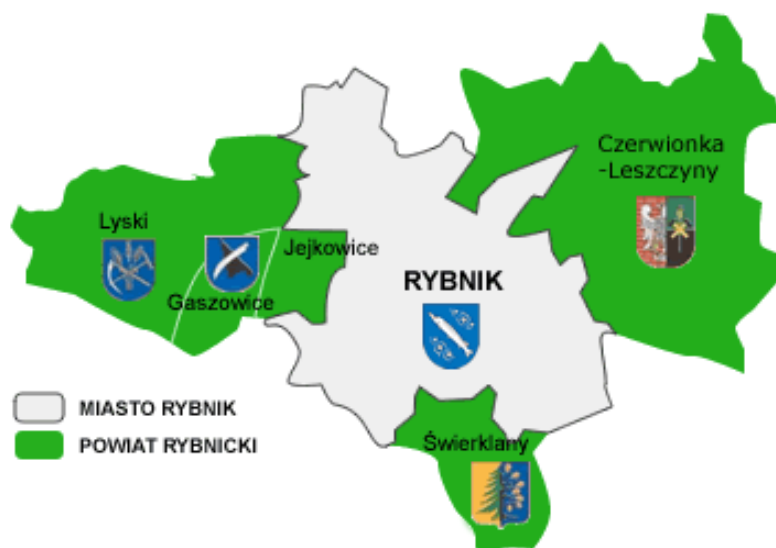 Czerwionka
-Leszczyny
Lyski
Jejkowice
Gaszowice
RYBNIK
MIASTO RYBNIK
POWIAT RYBNICKI
Świerklany